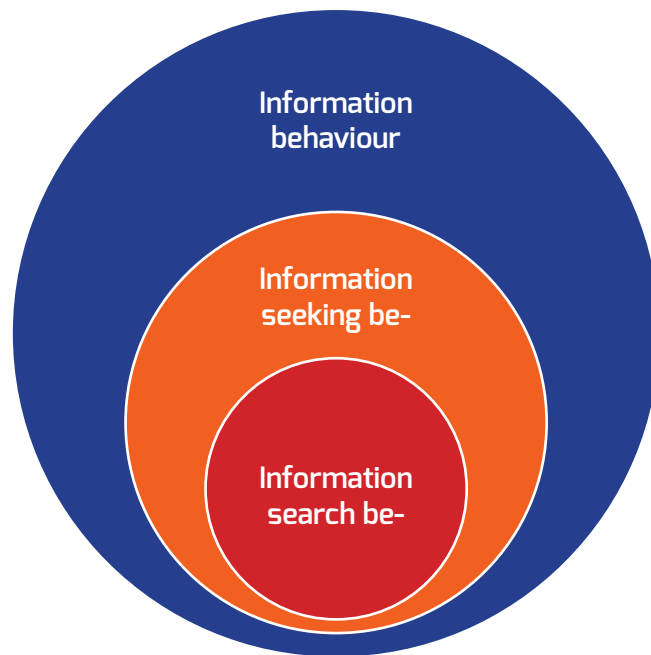 Information
behaviour
Information
seeking be-
Information
search be-